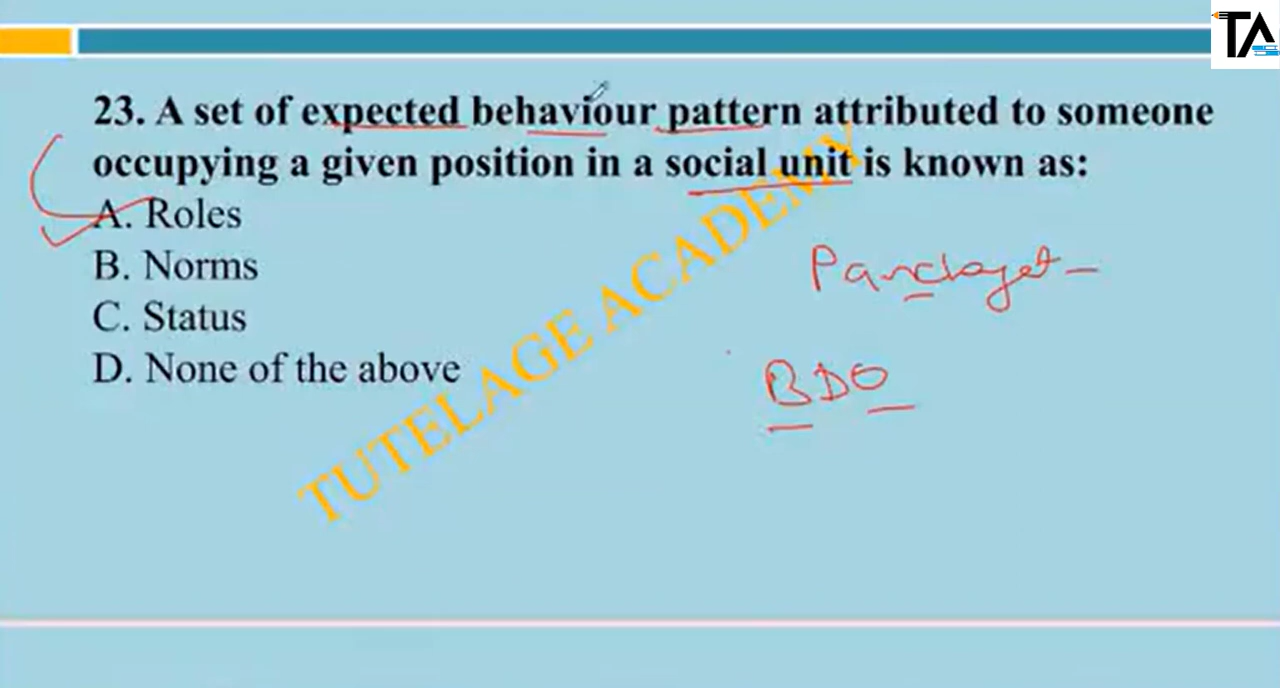 TA
23. A set of expected behaviour pattern attributed to someone
occupying a given position in a social unit is known as:
A. Roles
B. Norms
C. Status
D. None of the above
Panchayet -
BDO
TUTELAGE ACADEMY